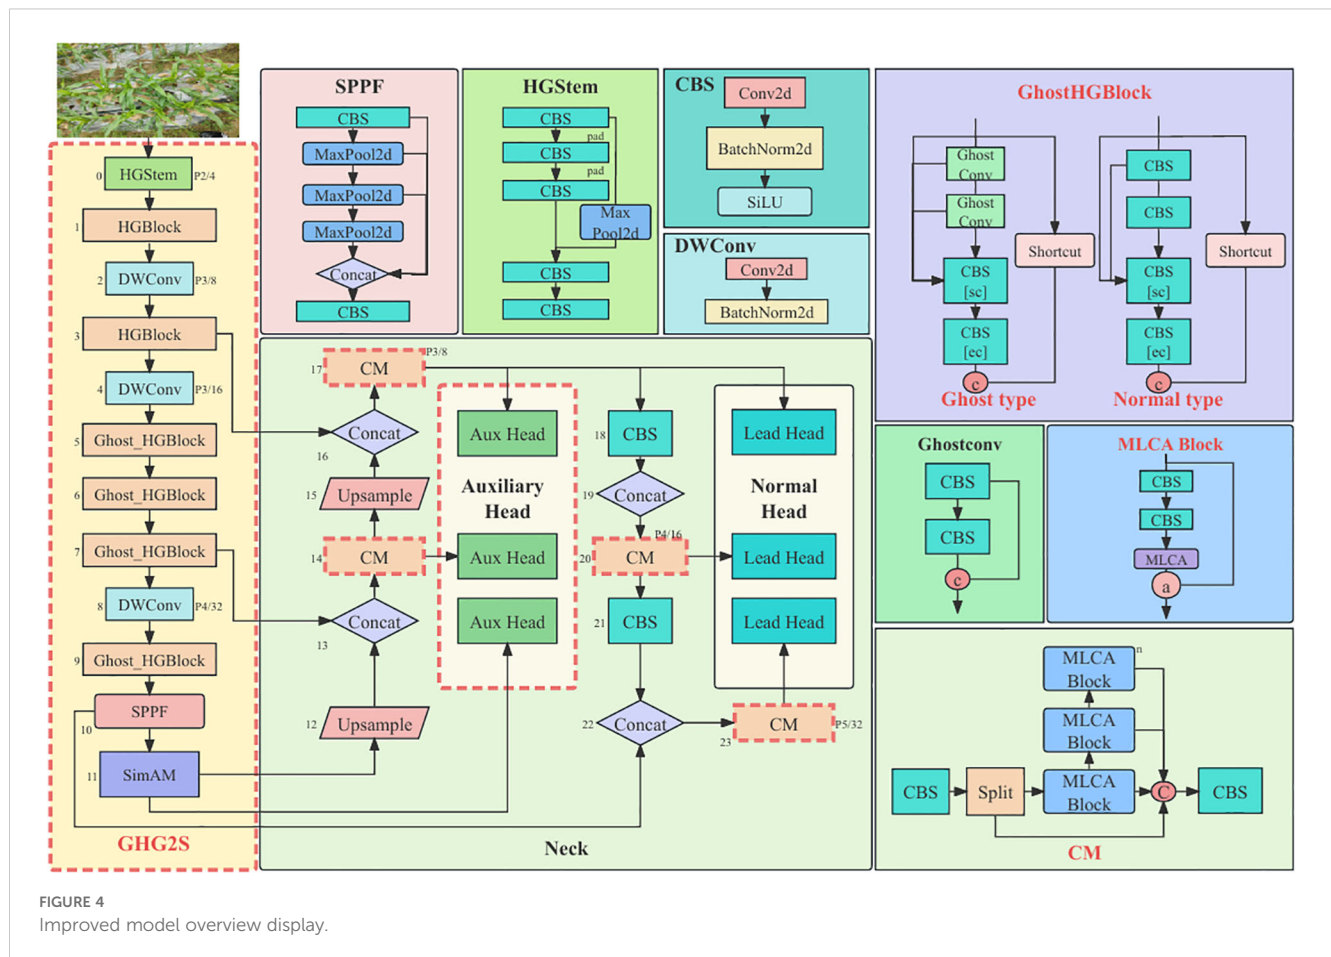 HGStem
0
P2/4
HGBlock
1
DWConv
2
P3/8
HGBlock
3
DWConv
4
P3/16
Ghost_HGBlock
5
Ghost_HGBlock
6
Ghost_HGBlock
7
DWConv
8
P4/32
Ghost_HGBlock
9
SPPF
10
SimAM
11
GHG2S
SPPF
CBS
MaxPool2d
MaxPool2d
MaxPool2d
Concat
CBS
HGStem
CBS
pad
CBS
pad
CBS
Max
Pool2d
CBS
CBS
CBS
Conv2d
BatchNorm2d
SiLU
DWConv
Conv2d
BatchNorm2d
GhostHGBlock
Ghost
Conv
Ghost
Conv
CBS
[sc]
CBS
[ec]
c
Shortcut
Ghost type
CBS
CBS
CBS
[sc]
CBS
[ec]
c
Shortcut
Normal type
17
CM
P3/8
Concat
16
15
Upsample
14
CM
Concat
13
12
Upsample
Aux Head
Auxiliary
Head
Aux Head
Aux Head
18
CBS
19
Concat
P4/16
20
CM
21
CBS
22
Concat
23
CM
P5/32
Lead Head
Normal
Head
Lead Head
Lead Head
Neck
Ghostconv
CBS
CBS
c
MLCA Block
CBS
CBS
MLCA
a
MLCA
Block
n
MLCA
Block
CBS
Split
MLCA
Block
C
CBS
CM
FIGURE 4
Improved model overview display.